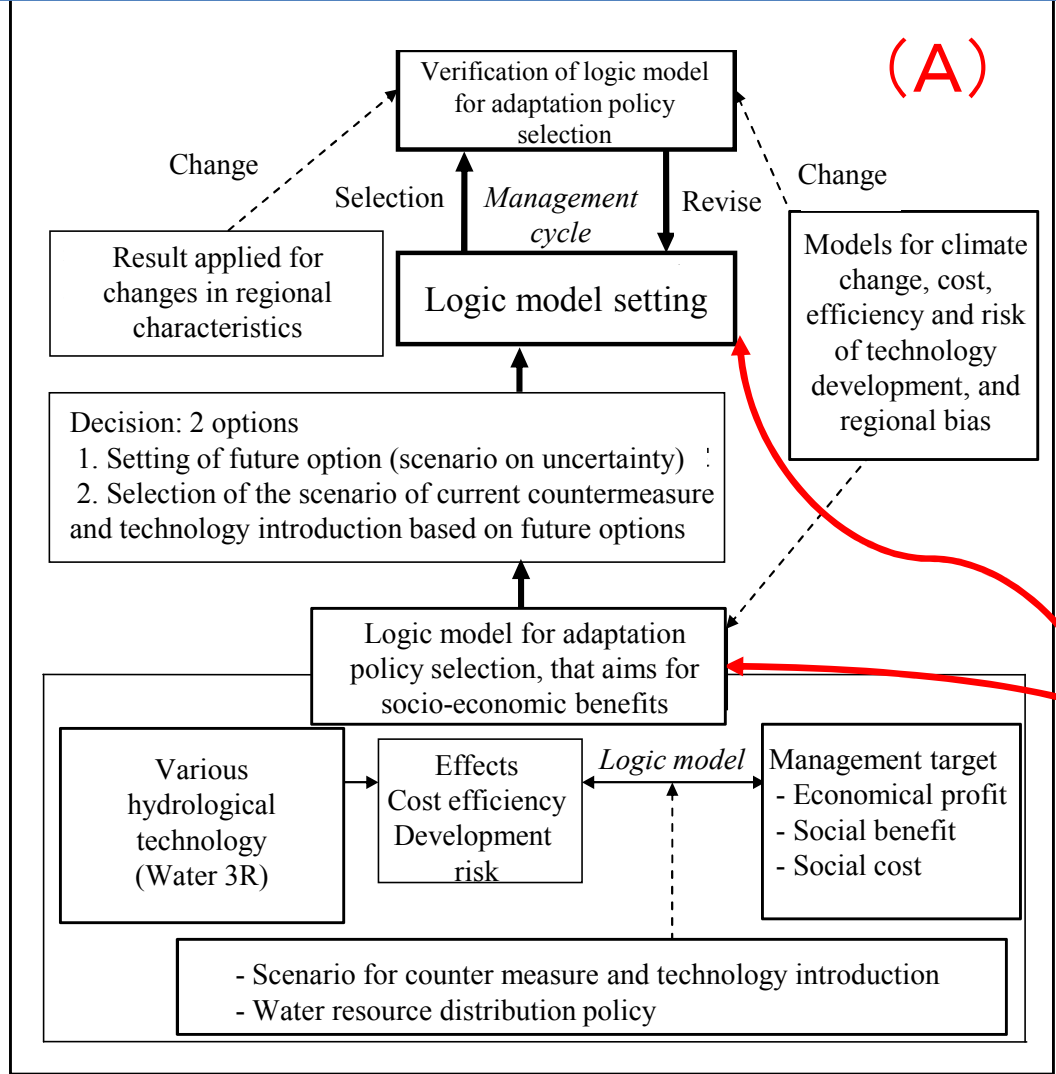 (A)
Verification of logic model
for adaptation policy
selection
Change
Selection
Management
cycle
Revise
Change
Result applied for
changes in regional
characteristics
Logic model setting
Models for climate
change, cost,
efficiency and risk
of technology
development, and
regional bias
Decision: 2 options
1. Setting of future option (scenario on uncertainty)
2. Selection of the scenario of current countermeasure
and technology introduction based on future options
Logic model for adaptation
policy selection, that aims for
socio-economic benefits
Various
hydrological
technology
(Water 3R)
Effects
Cost efficiency
Development
risk
Logic model
Management target
- Economical profit
- Social benefit
- Social cost
- Scenario for counter measure and technology introduction
- Water resource distribution policy